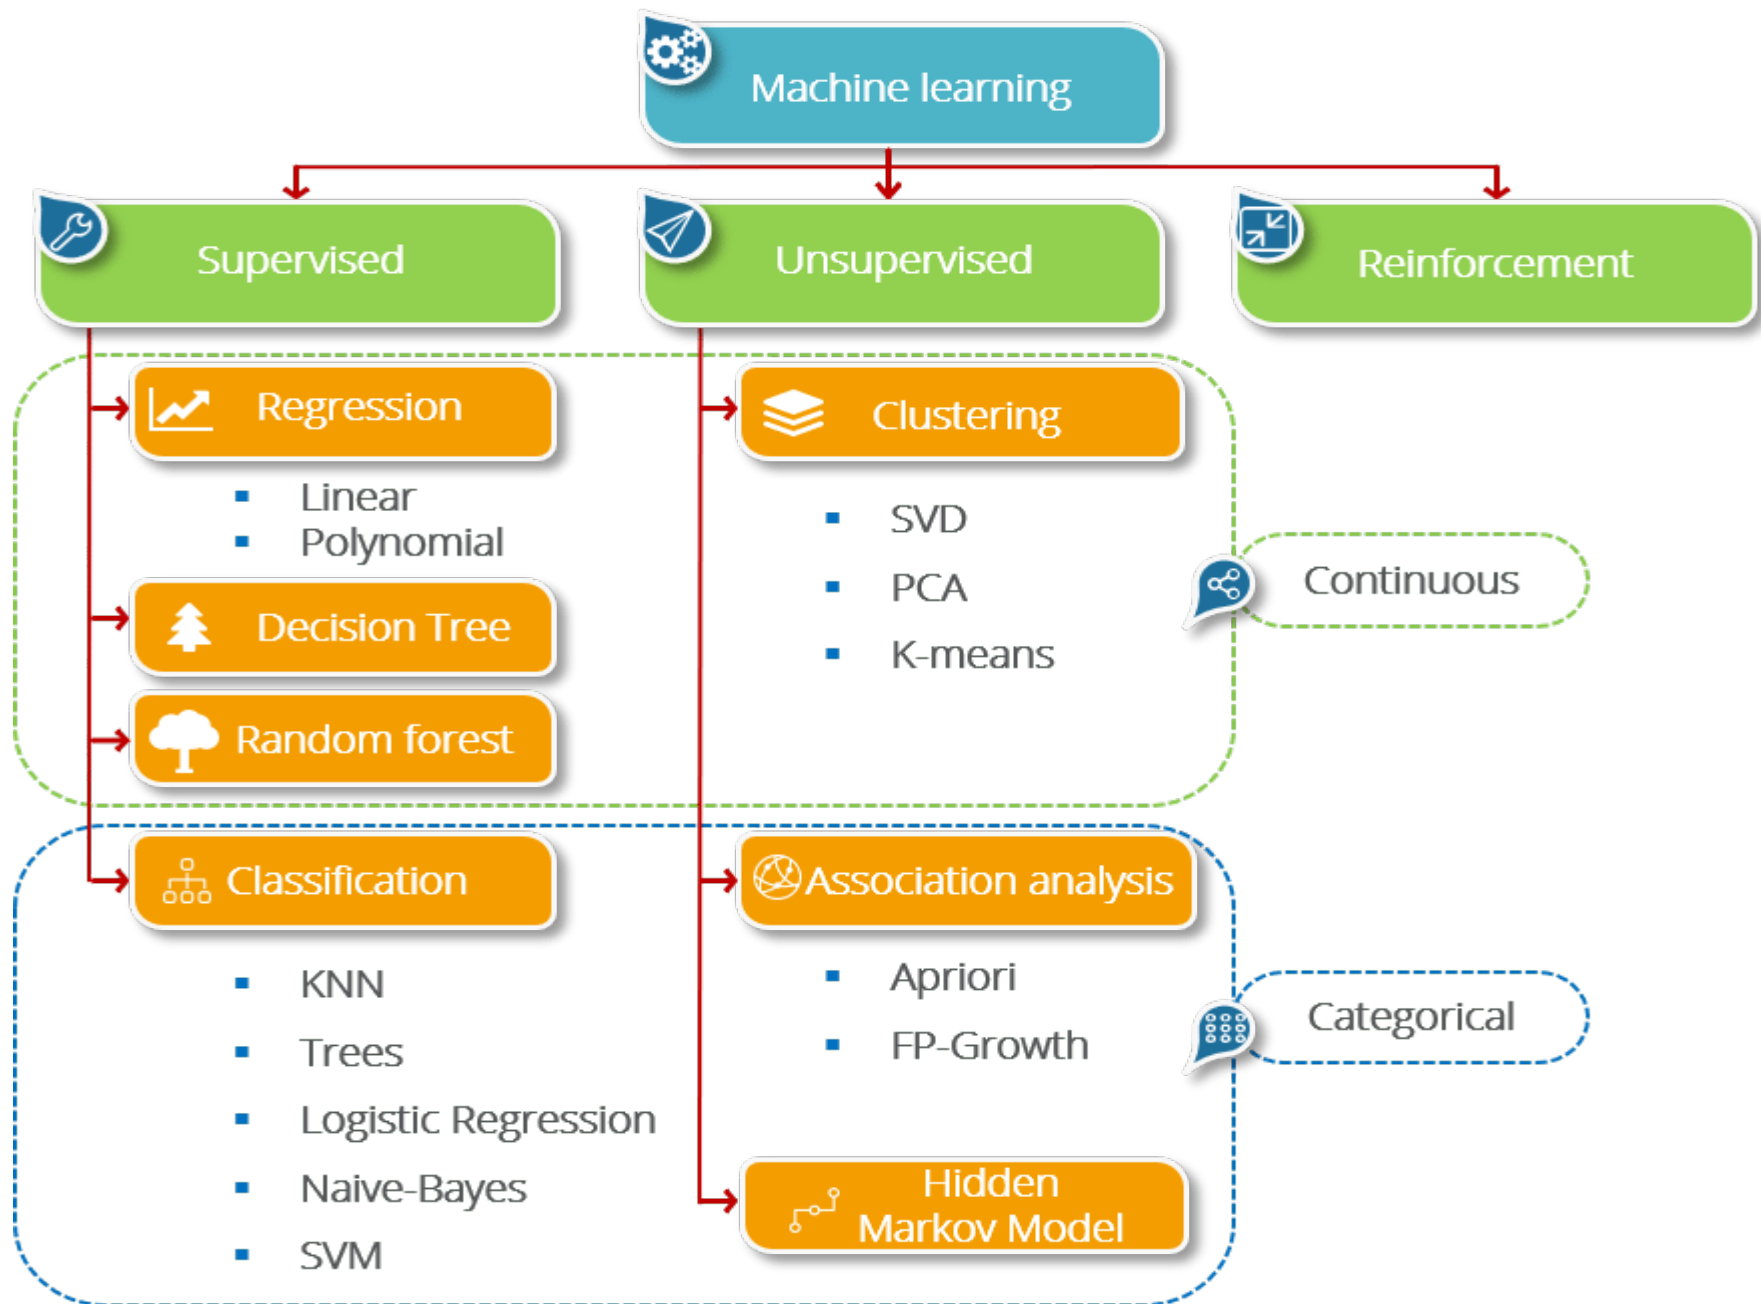 Machine learning
Supervised
Unsupervised
Reinforcement
Regression
Linear
Polynomial
Decision Tree
Random forest
Clustering
SVD
PCA
K-means
Continuous
Classification
KNN
Trees
Logistic Regression
Naive-Bayes
SVM
Association analysis
Apriori
FP-Growth
Hidden
Markov Model
Categorical